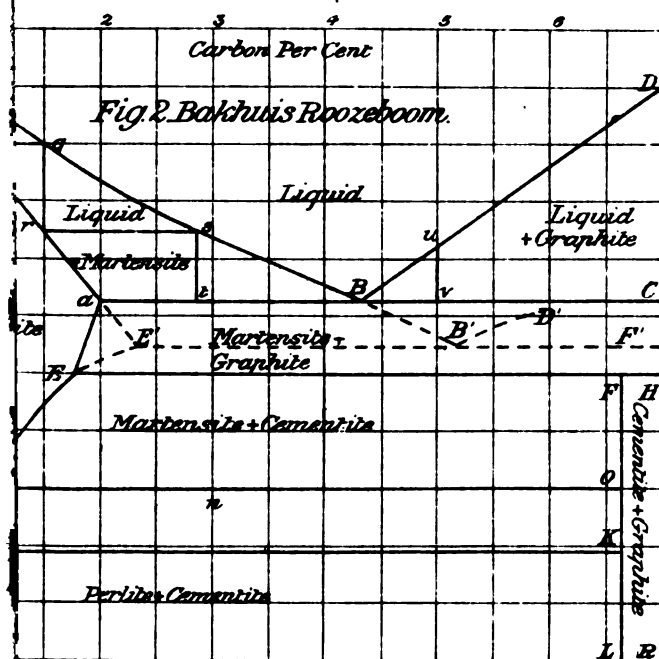 2 3 4 5 6
Carbon Per Cent
D
Fig. 2. Bakhuis Roozeboom.
q
Liquid
Liquid
r s
Liquid
+Graphite
u
Martensite
a t B v C
ite
E' Martensite I B' D' F'
Graphite
E F H
Martensite + Cementite
Cementite + Graphite
O
n
K
Perlite + Cementite
L R